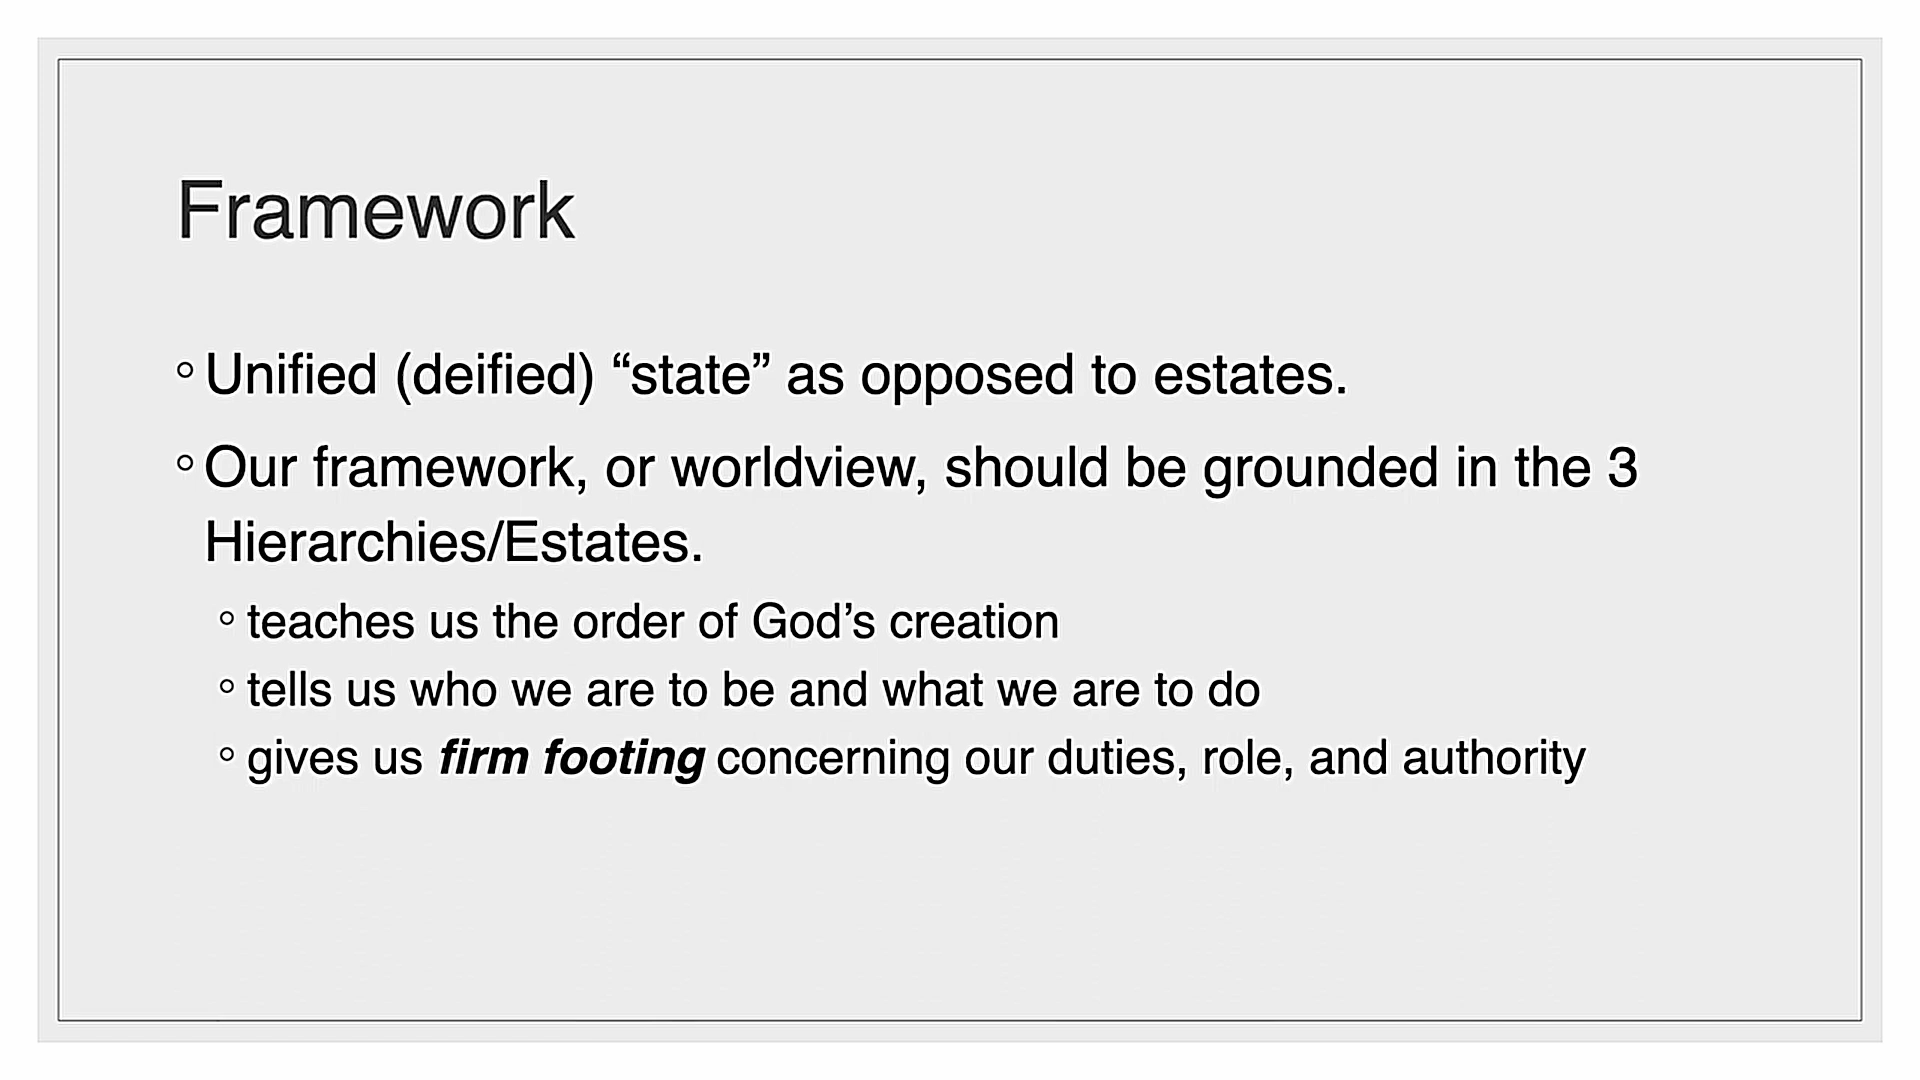 Framework
◦ Unified (deified) “state” as opposed to estates.
◦ Our framework, or worldview, should be grounded in the 3
Hierarchies/Estates.
◦ teaches us the order of God’s creation
◦ tells us who we are to be and what we are to do
◦ gives us firm footing concerning our duties, role, and authority